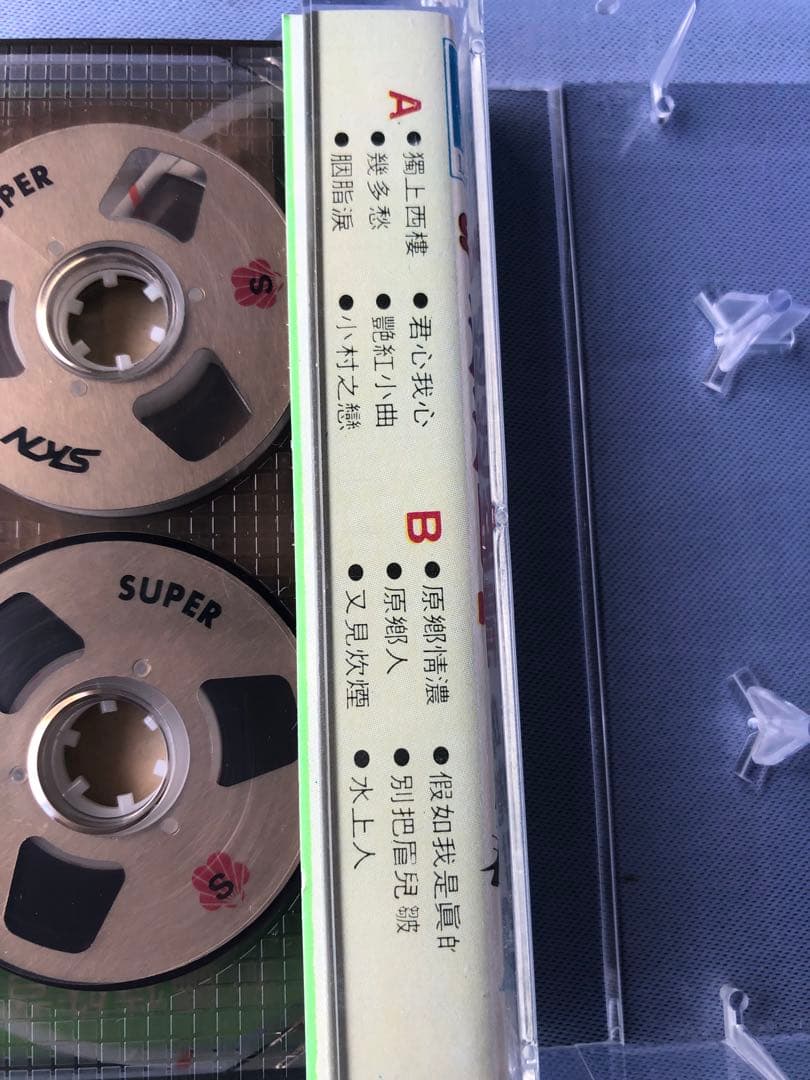 A
獨上西樓
幾多愁
胭脂淚
君心我心
艷紅小曲
小村之戀
B
原鄉情濃
原鄉人
又見炊煙
假如我是眞的
別把眉兒皺
水上人
SUPER
S
SKN
SUPER
S